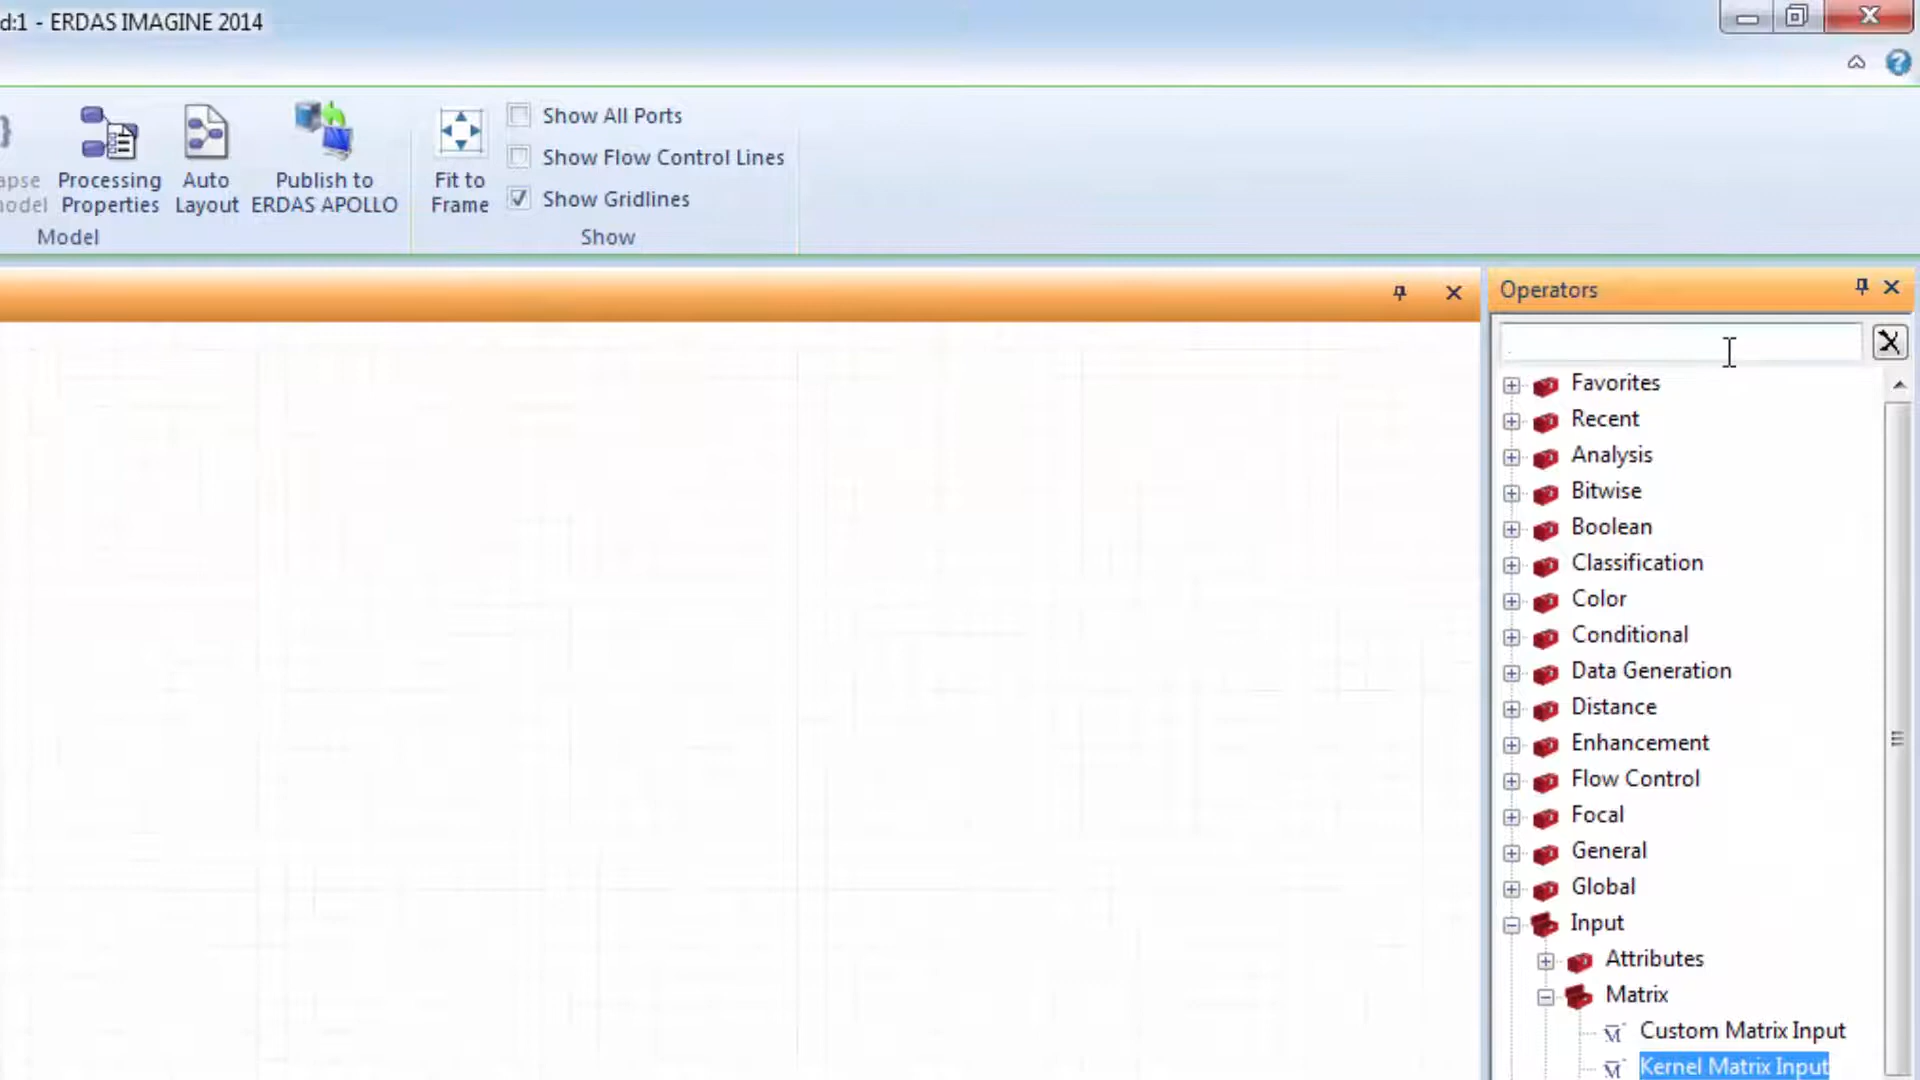 d:1 - ERDAS IMAGINE 2014
Show All Ports
Show Flow Control Lines
Show Gridlines
apse
odel
Processing
Properties
Auto
Layout
Publish to
ERDAS APOLLO
Fit to
Frame
Model
Show
Operators
Favorites
Recent
Analysis
Bitwise
Boolean
Classification
Color
Conditional
Data Generation
Distance
Enhancement
Flow Control
Focal
General
Global
Input
Attributes
Matrix
Custom Matrix Input
Kernel Matrix Input